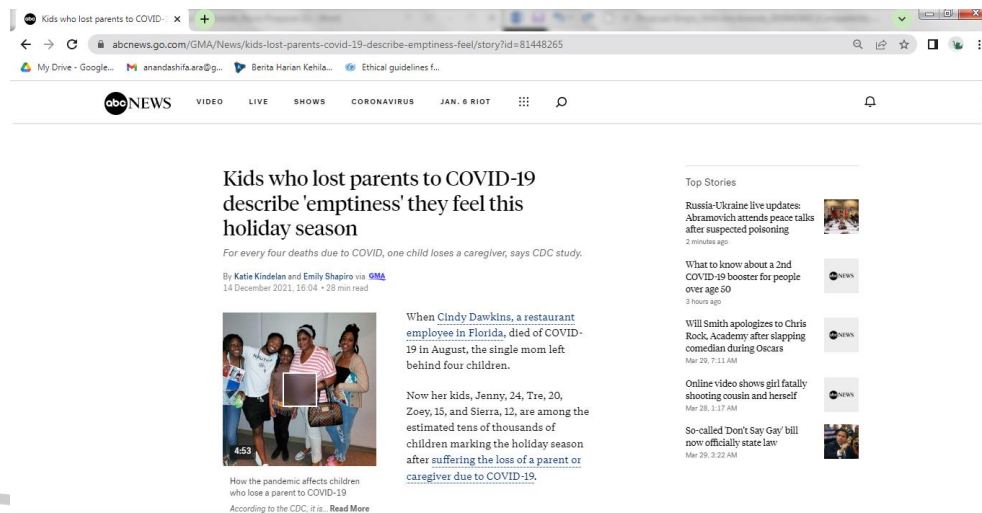 Kids who lost parents to COVID-
abcnews.go.com/GMA/News/kids-lost-parents-covid-19-describe-emptiness-feel/story?id=81448265
My Drive - Google... anandashifa.ara@g... Berita Harian Kehila... Ethical guidelines f...
abc NEWS VIDEO LIVE SHOWS CORONAVIRUS JAN. 6 RIOT
Kids who lost parents to COVID-19
describe 'emptiness' they feel this
holiday season
For every four deaths due to COVID, one child loses a caregiver, says CDC study.
By Katie Kindelan and Emily Shapiro via GMA
14 December 2021, 16:04 • 28 min read
4:53
How the pandemic affects children
who lose a parent to COVID-19
According to the CDC, it is... Read More
When Cindy Dawkins, a restaurant
employee in Florida, died of COVID-
19 in August, the single mom left
behind four children.
Now her kids, Jenny, 24, Tre, 20,
Zoey, 15, and Sierra, 12, are among the
estimated tens of thousands of
children marking the holiday season
after suffering the loss of a parent or
caregiver due to COVID-19.
Top Stories
Russia-Ukraine live updates:
Abramovich attends peace talks
after suspected poisoning
2 minutes ago
What to know about a 2nd
COVID-19 booster for people
over age 50
3 hours ago
abc NEWS
Will Smith apologizes to Chris
Rock, Academy after slapping
comedian during Oscars
Mar 29, 7:11 AM
abc NEWS
Online video shows girl fatally
shooting cousin and herself
Mar 28, 1:17 AM
abc NEWS
So-called 'Don't Say Gay' bill
now officially state law
Mar 29, 3:22 AM